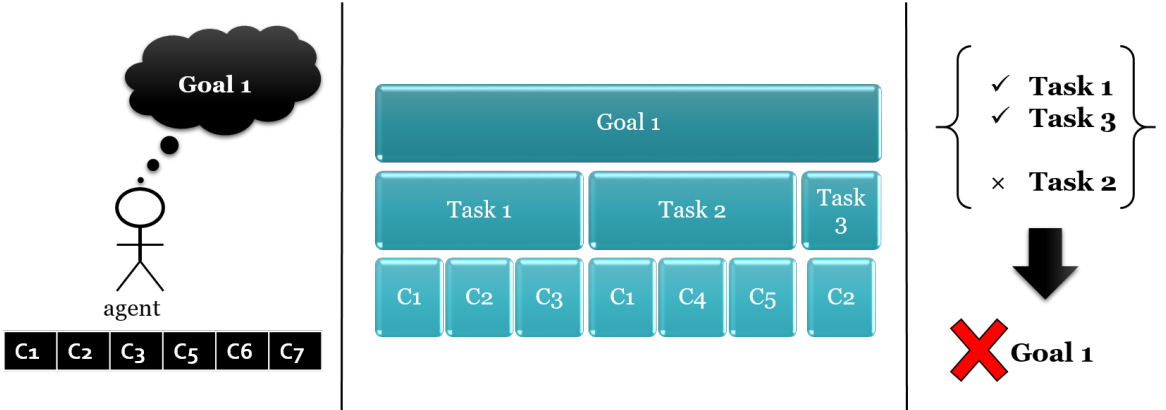 Goal 1
agent
C1 C2 C3 C5 C6 C7
Goal 1
Task 1 Task 2 Task
3
C1 C2 C3 C1 C4 C5 C2
✓ Task 1
✓ Task 3
× Task 2
Goal 1